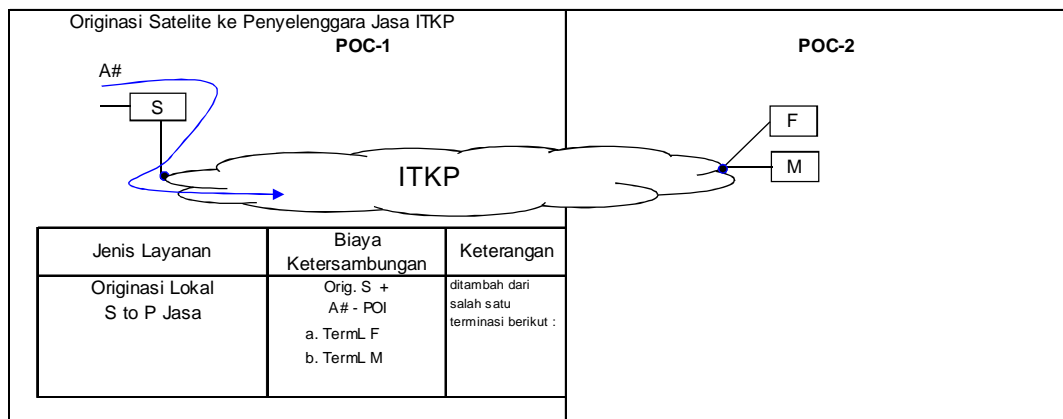 Originasi Satelite ke Penyelenggara Jasa ITKP
POC-1
POC-2
A#
S
F
ITKP
M
Jenis Layanan
Biaya
Ketersambungan
Keterangan
Originasi Lokal
S to P Jasa
Orig. S +
A# - POI
a. TermL F
b. TermL M
ditambah dari
salah satu
terminasi berikut :